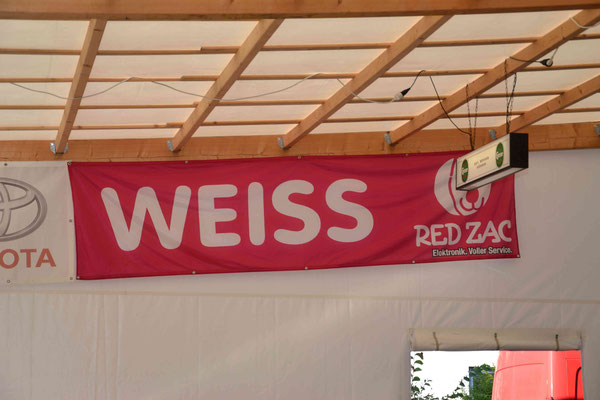 WEISS
RED ZAC
Elektronik. Voller Service.
OTA